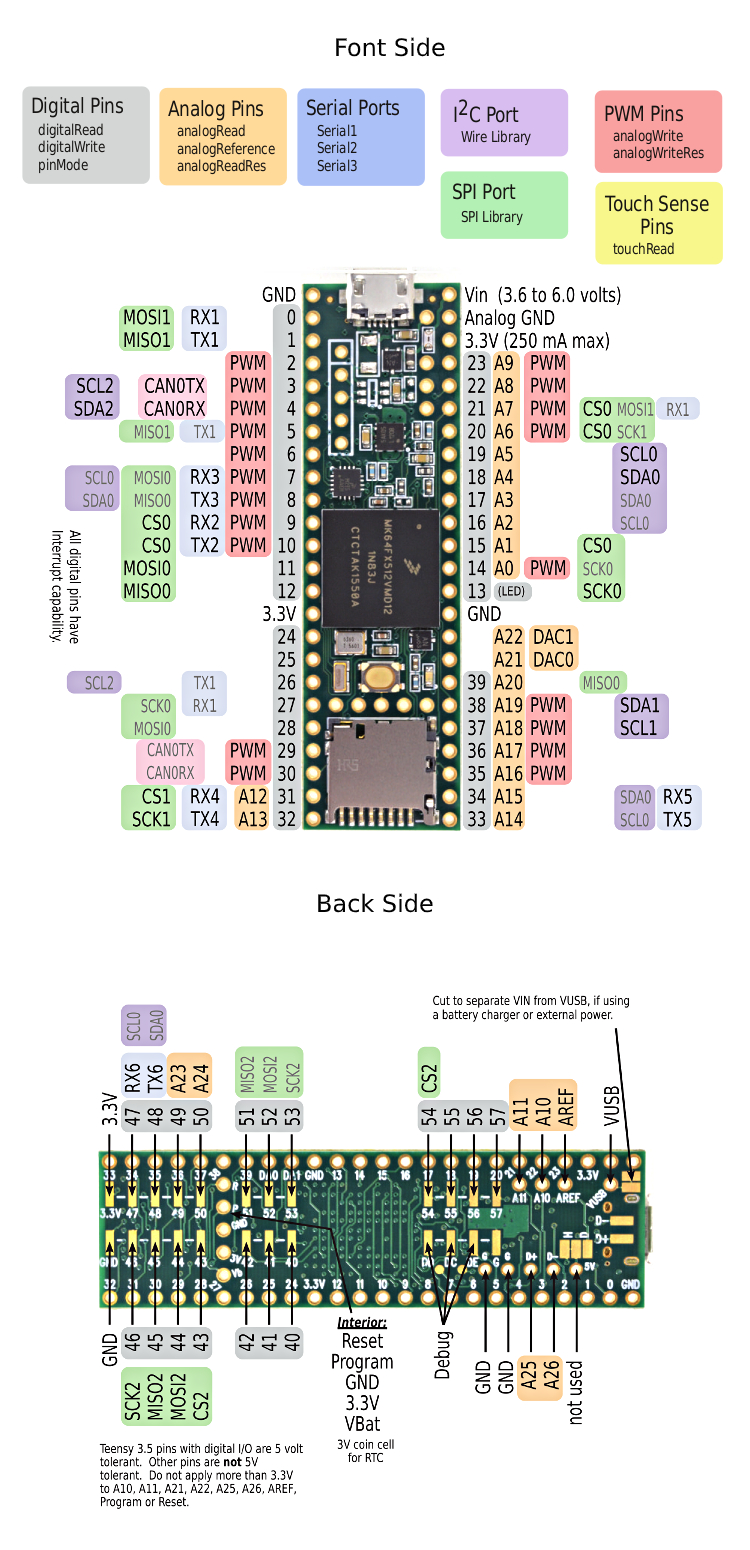 Font Side
Digital Pins
digitalRead
digitalWrite
pinMode
Analog Pins
analogRead
analogReference
analogReadRes
Serial Ports
Serial1
Serial2
Serial3
I2C Port
Wire Library
SPI Port
SPI Library
PWM Pins
analogWrite
analogWriteRes
Touch Sense
Pins
touchRead
GND
MOSI1 RX1 0
MISO1 TX1 1
PWM 2
SCL2 CAN0TX PWM 3
SDA2 CAN0RX PWM 4
MISO1 TX1 PWM 5
PWM 6
SCL0 MOSI0 RX3 PWM 7
SDA0 MISO0 TX3 PWM 8
CS0 RX2 PWM 9
CS0 TX2 PWM 10
MOSI0 11
MISO0 12
3.3V
24
25
SCL2 TX1 26
SCK0 RX1 27
MOSI0 28
CAN0TX PWM 29
CAN0RX PWM 30
CS1 RX4 A12 31
SCK1 TX4 A13 32
All digital pins have
Interrupt capability.
MK64FX512VMD12
1NB3J
CTCTAK1558A
Vin (3.6 to 6.0 volts)
Analog GND
3.3V (250 mA max)
23 A9 PWM
22 A8 PWM
21 A7 PWM CS0 MOSI1 RX1
20 A6 PWM CS0 SCK1
19 A5 SCL0
18 A4 SDA0
17 A3 SDA0
16 A2 SCL0
15 A1 CS0
14 A0 PWM SCK0
13 (LED) SCK0
GND
A22 DAC1
A21 DAC0
39 A20 MISO0
38 A19 PWM SDA1
37 A18 PWM SCL1
36 A17 PWM
35 A16 PWM
34 A15 SDA0 RX5
33 A14 SCL0 TX5
Back Side
Cut to separate VIN from VUSB, if using
a battery charger or external power.
SCL0 SDA0
RX6 TX6 A23 A24
3.3V 47 48 49 50
MISO2 MOSI2 SCK2
51 52 53
CS2
54 55 56 57
A11 A10 AREF
VUSB
33 34 35 36 37 38 39 DA0 DA1 GND 13 14 15 16 17 20 21 22 23 3.3V
3.3V 47 48 49 50 51 52 53 54 55 56 57 A11 A10 AREF VUSB
GND 43 42 41 40 G G D+ D- 5V
32 31 30 29 28 27 26 25 24 3.3V 12 11 10 9 8 7 6 5 4 3 2 0 GND
GND 46 45 44 43
SCK2 MISO2 MOSI2 CS2
42 41 40
Interior:
Reset
Program
GND
3.3V
VBat
3V coin cell
for RTC
Debug
GND GND A25 A26 not used
Teensy 3.5 pins with digital I/O are 5 volt
tolerant. Other pins are not 5V
tolerant. Do not apply more than 3.3V
to A10, A11, A21, A22, A25, A26, AREF,
Program or Reset.